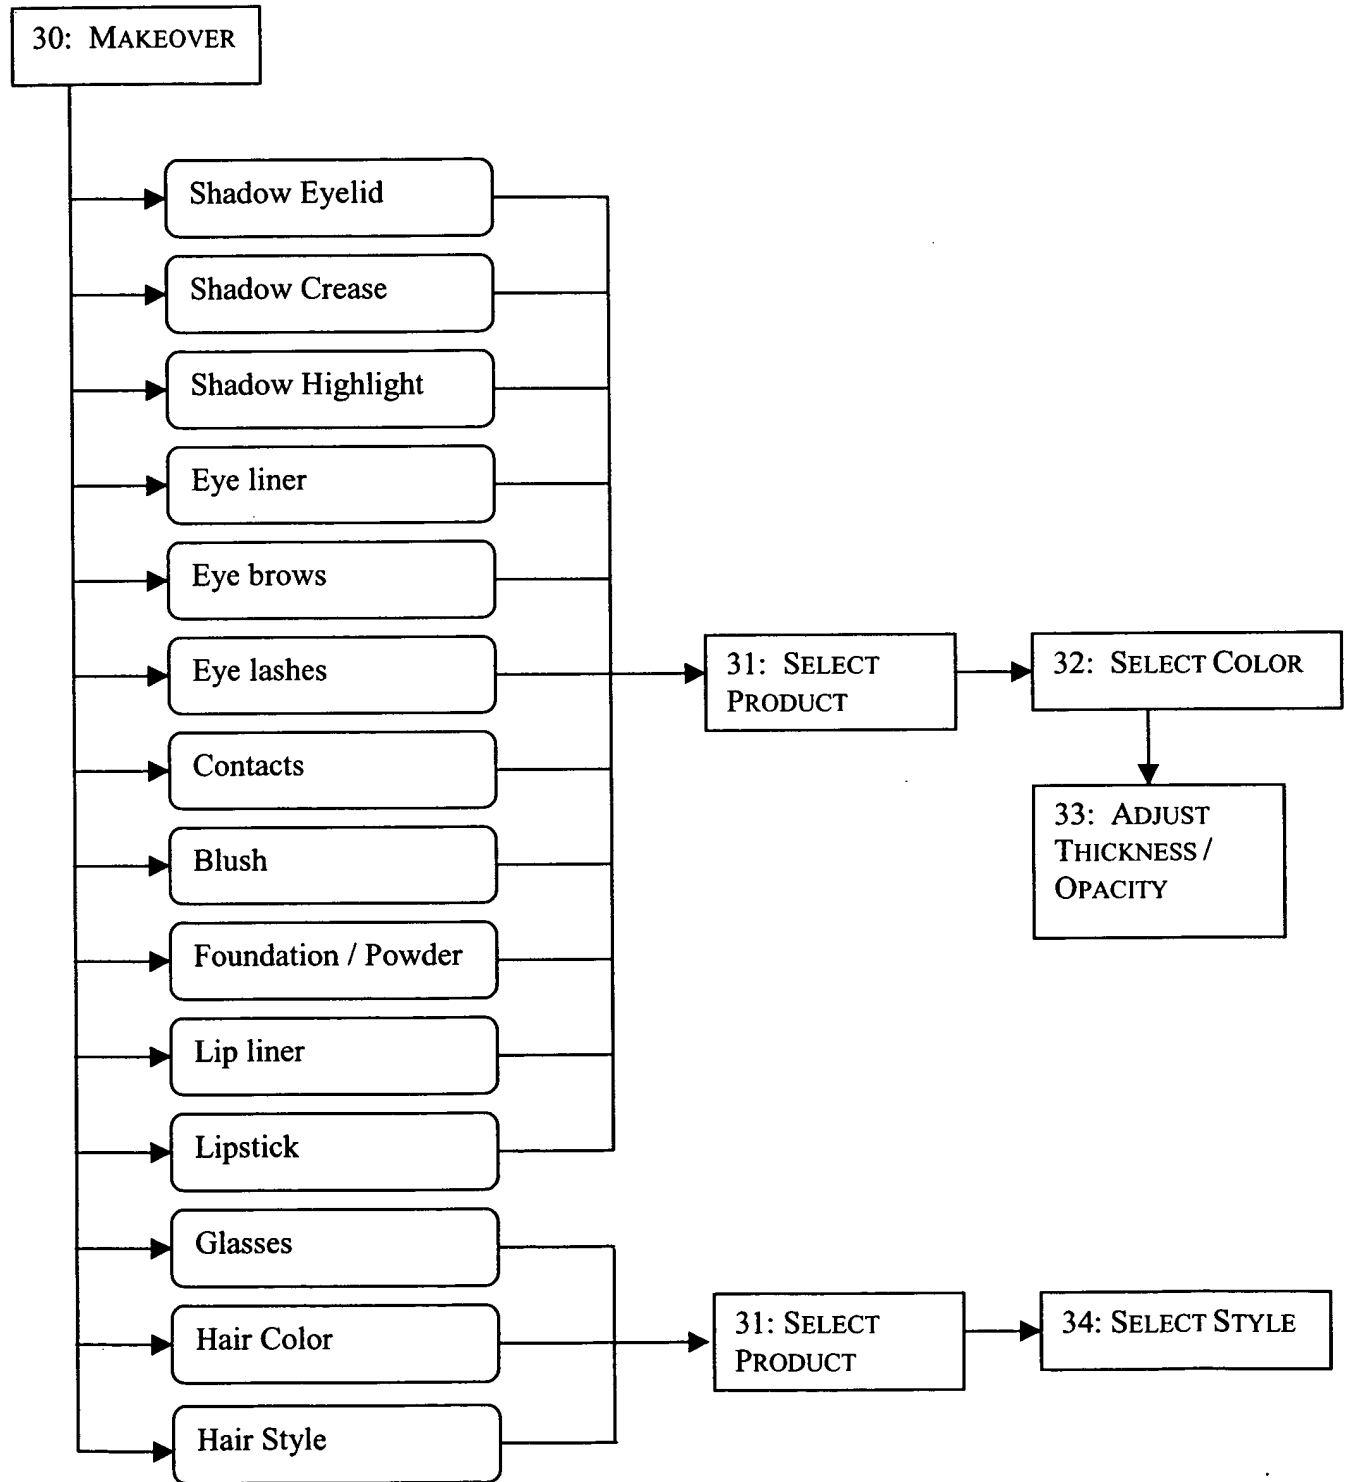 30: MAKEOVER
Shadow Eyelid
Shadow Crease
Shadow Highlight
Eye liner
Eye brows
Eye lashes
Contacts
Blush
Foundation / Powder
Lip liner
Lipstick
Glasses
Hair Color
Hair Style
31: SELECT
PRODUCT
32: SELECT COLOR
33: ADJUST
THICKNESS /
OPACITY
31: SELECT
PRODUCT
34: SELECT STYLE